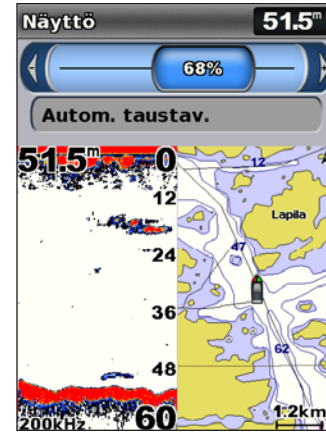 Näyttö 51.5m
68%
Autom. taustav.
51.5m 0
12
24
36
48
200kHz 60
12
Lapila
47
62
1.2km